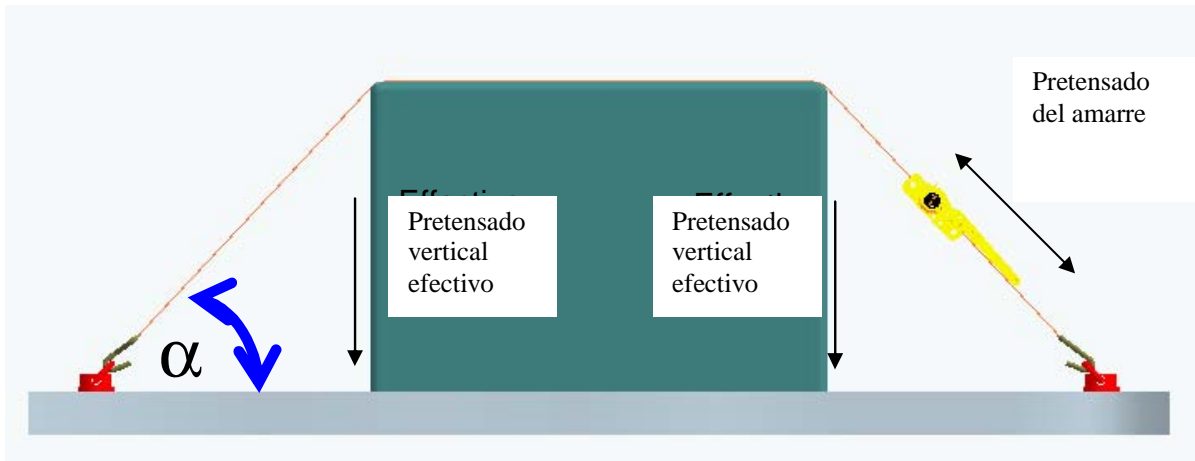 Pretensado
del amarre
Pretensado
vertical
efectivo
Pretensado
vertical
efectivo
α